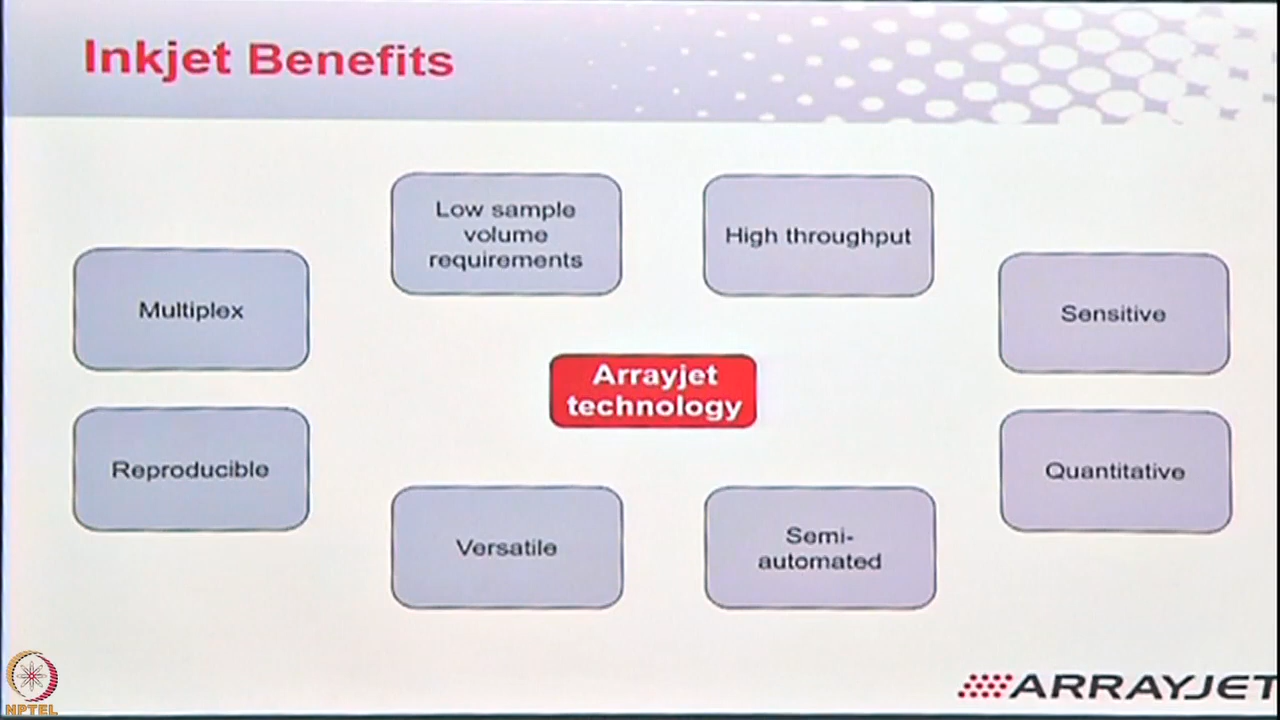 Inkjet Benefits
Low sample
volume
requirements
High throughput
Multiplex
Sensitive
Arrayjet
technology
Reproducible
Quantitative
Versatile
Semi-
automated
ARRAYJET
NPTEL